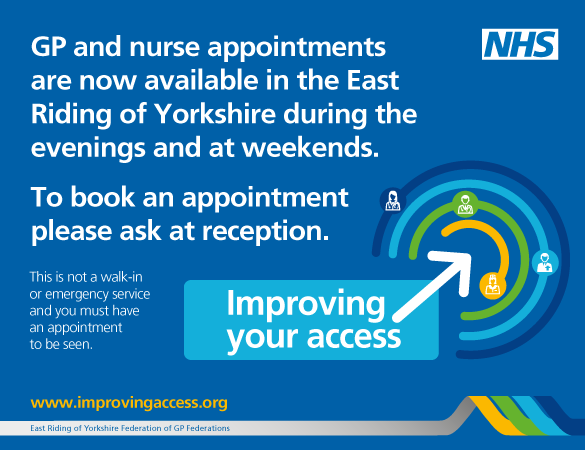 NHS
GP and nurse appointments
are now available in the East
Riding of Yorkshire during the
evenings and at weekends.
To book an appointment
please ask at reception.
This is not a walk-in
or emergency service
and you must have
an appointment
to be seen.
Improving
your access
www.improvingaccess.org
East Riding of Yorkshire Federation of GP Federations